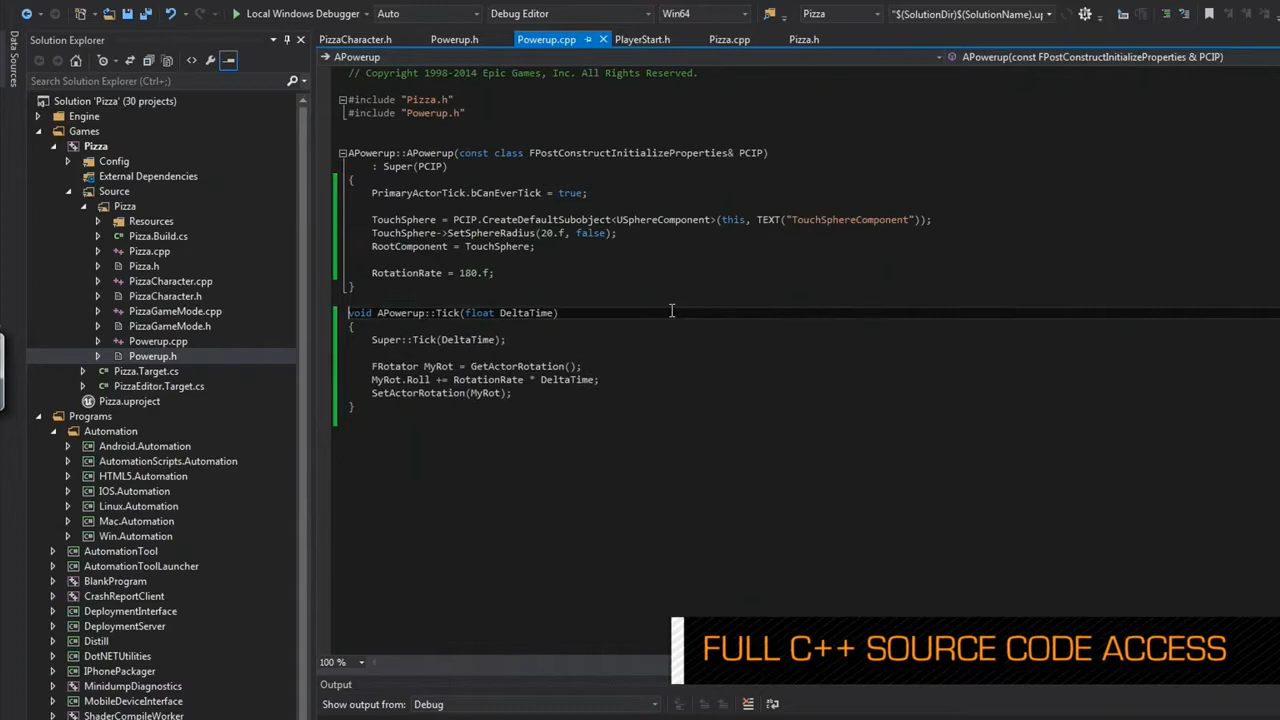 Local Windows Debugger
Auto
Debug Editor
Win64
Pizza
"$(SolutionDir)$(SolutionName).up
Data Sources
Solution Explorer
Search Solution Explorer (Ctrl+;)
Solution 'Pizza' (30 projects)
Engine
Games
Pizza
Config
External Dependencies
Source
Pizza
Resources
Pizza.Build.cs
Pizza.cpp
Pizza.h
PizzaCharacter.cpp
PizzaCharacter.h
PizzaGameMode.cpp
PizzaGameMode.h
Powerup.cpp
Powerup.h
Pizza.Target.cs
PizzaEditor.Target.cs
Pizza.uproject
Programs
Automation
Android.Automation
AutomationScripts.Automation
HTML5.Automation
IOS.Automation
Linux.Automation
Mac.Automation
Win.Automation
AutomationTool
AutomationToolLauncher
BlankProgram
CrashReportClient
DeploymentInterface
DeploymentServer
Distill
DotNETUtilities
IPhonePackager
MinidumpDiagnostics
MobileDeviceInterface
ShaderCompileWorker
PizzaCharacter.h
Powerup.h
Powerup.cpp
PlayerStart.h
Pizza.cpp
Pizza.h
APowerup
APowerup(const FPostConstructInitializeProperties & PCIP)
// Copyright 1998-2014 Epic Games, Inc. All Rights Reserved.
#include "Pizza.h"
#include "Powerup.h"
APowerup::APowerup(const class FPostConstructInitializeProperties& PCIP)
: Super(PCIP)
{
PrimaryActorTick.bCanEverTick = true;
TouchSphere = PCIP.CreateDefaultSubobject<USphereComponent>(this, TEXT("TouchSphereComponent"));
TouchSphere->SetSphereRadius(20.f, false);
RootComponent = TouchSphere;
RotationRate = 180.f;
}
void APowerup::Tick(float DeltaTime)
{
Super::Tick(DeltaTime);
FRotator MyRot = GetActorRotation();
MyRot.Roll += RotationRate * DeltaTime;
SetActorRotation(MyRot);
}
FULL C++ SOURCE CODE ACCESS
100 %
Output
Show output from: Debug